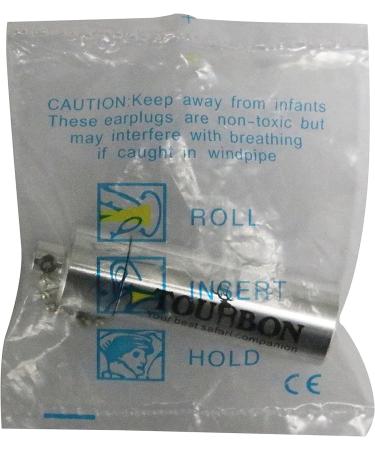 CAUTION:Keep away from infants
These earplugs are non-toxic but
may interfere with breathing
if caught in windpipe
ROLL
INSERT
TOURBON
Your best safari companion
HOLD
CE